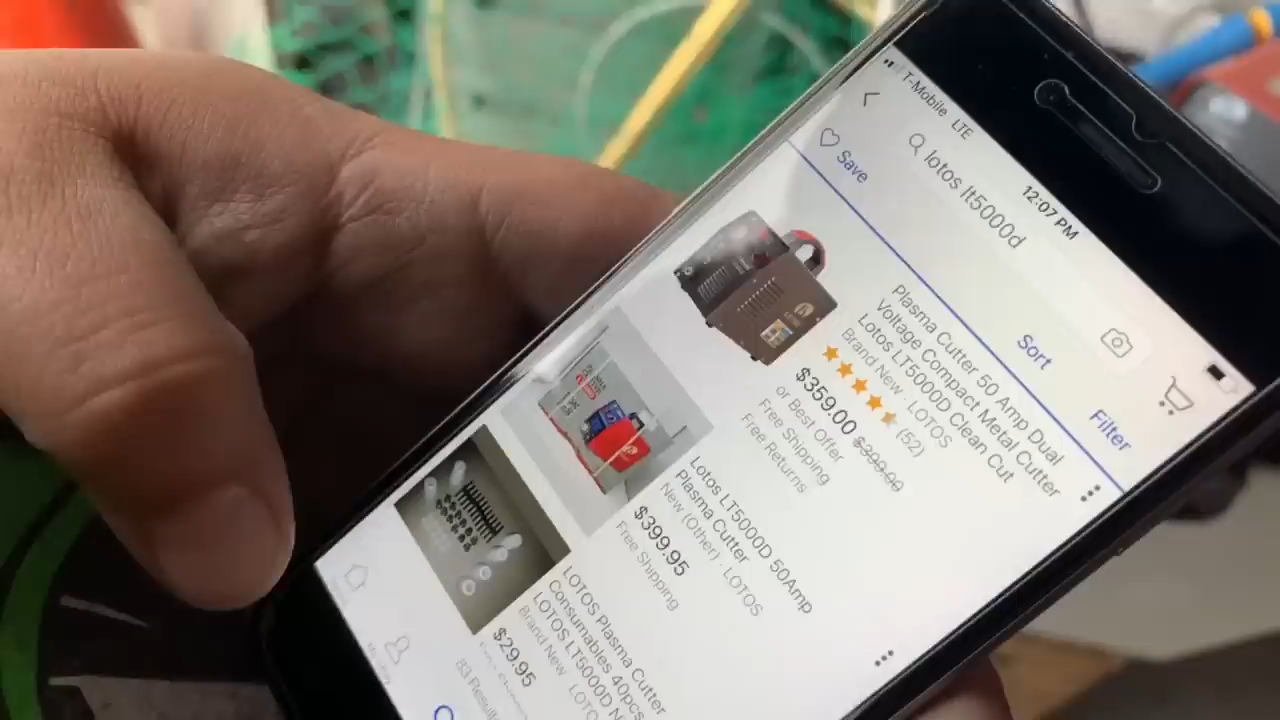 T-Mobile LTE
12:07 PM
lotos lt5000d
Save
Sort
Filter
Plasma Cutter 50 Amp Dual
Voltage Compact Metal Cutter
Lotos LT5000D Clean Cut
Brand New · LOTOS
(52)
$359.00 $399.00
or Best Offer
Free Shipping
Free Returns
Lotos LT5000D 50Amp
Plasma Cutter
New (Other) · LOTOS
$399.95
Free Shipping
LOTOS Plasma Cutter
Consumables 40pcs
LOTOS LT5000D
Brand New
$29.95